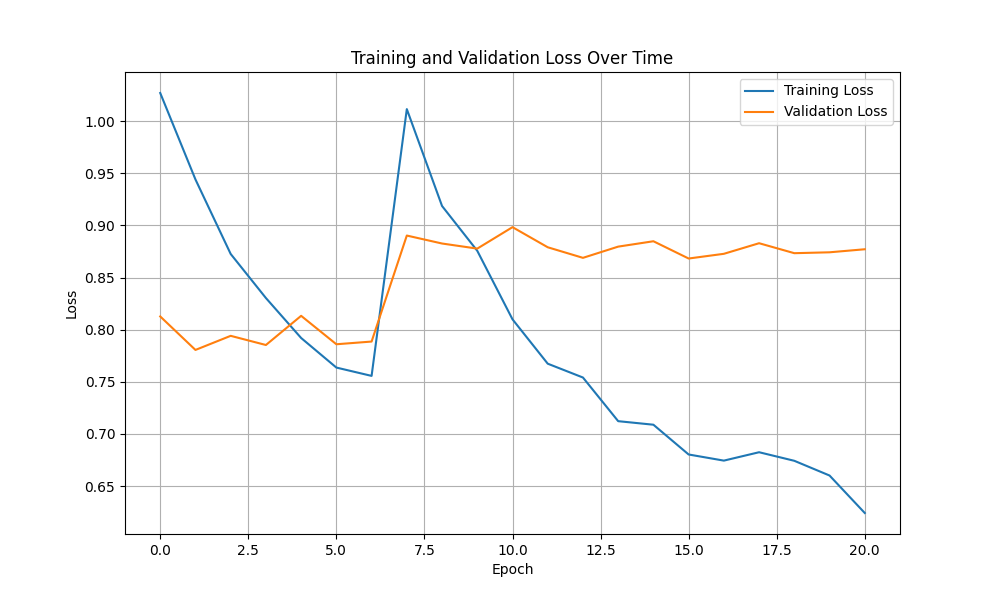 Training and Validation Loss Over Time
Training Loss
Validation Loss
1.00
0.95
0.90
0.85
0.80
0.75
0.70
0.65
Loss
0.0 2.5 5.0 7.5 10.0 12.5 15.0 17.5 20.0
Epoch